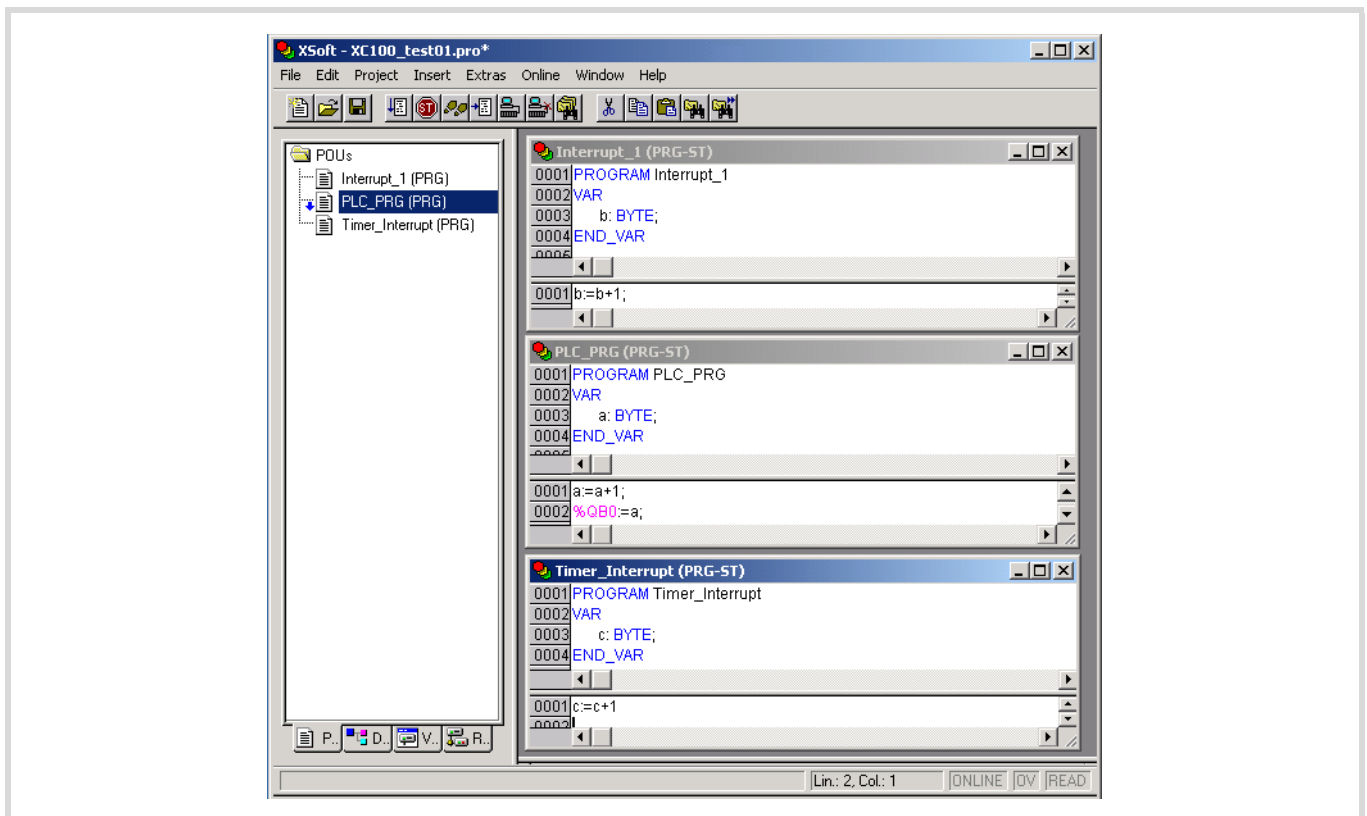 XSoft - XC100_test01.pro*
File Edit Project Insert Extras Online Window Help
ST
POUs
Interrupt_1 (PRG)
PLC_PRG (PRG)
Timer_Interrupt (PRG)
P.. D.. V.. R..
Interrupt_1 (PRG-ST)
0001 PROGRAM Interrupt_1
0002 VAR
0003 b: BYTE;
0004 END_VAR
0001 b:=b+1;
PLC_PRG (PRG-ST)
0001 PROGRAM PLC_PRG
0002 VAR
0003 a: BYTE;
0004 END_VAR
0001 a:=a+1;
0002 %QB0:=a;
Timer_Interrupt (PRG-ST)
0001 PROGRAM Timer_Interrupt
0002 VAR
0003 c: BYTE;
0004 END_VAR
0001 c:=c+1
0002
Lin.: 2, Col.: 1 ONLINE OV READ